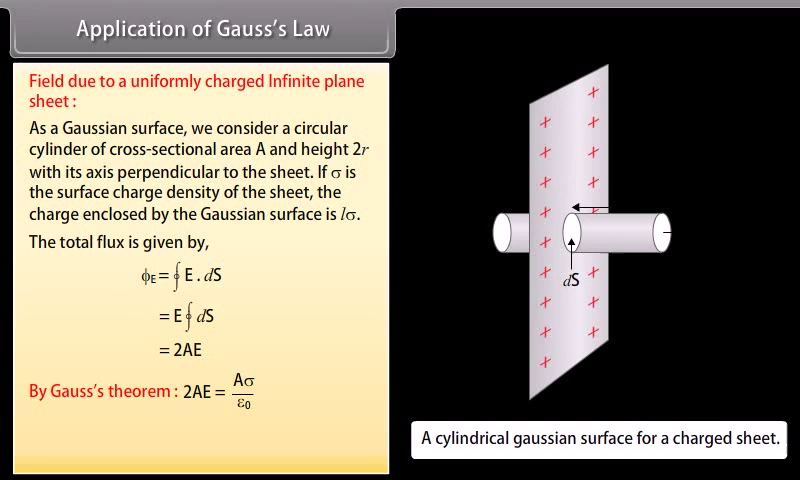 Application of Gauss's Law
Field due to a uniformly charged Infinite plane
sheet :
As a Gaussian surface, we consider a circular
cylinder of cross-sectional area A and height 2r
with its axis perpendicular to the sheet. If σ is
the surface charge density of the sheet, the
charge enclosed by the Gaussian surface is lσ.
The total flux is given by,
ϕE = ∮ E . dS
= E ∮ dS
= 2AE
By Gauss's theorem : 2AE = Aσ / ε0
dS
A cylindrical gaussian surface for a charged sheet.